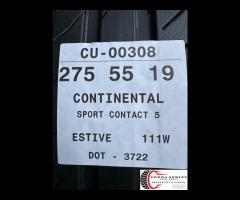 CU-00308
275 55 19
CONTINENTAL
SPORT CONTACT 5
ESTIVE 111W
DOT - 3722